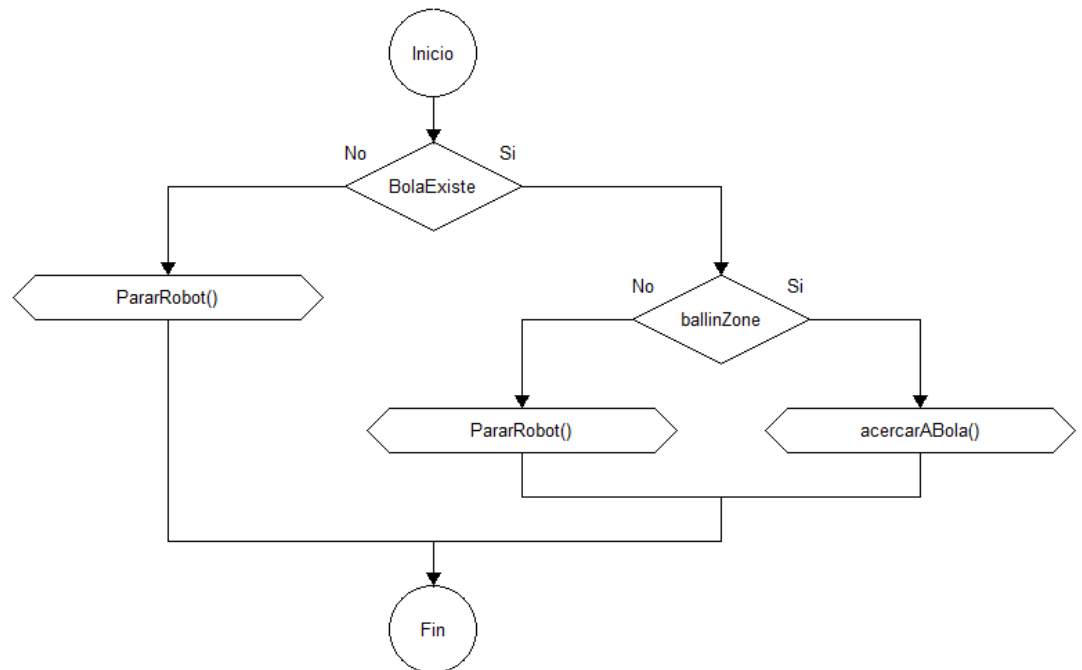 Inicio
No
Si
BolaExiste
PararRobot()
No
Si
ballinZone
PararRobot()
acercarABola()
Fin